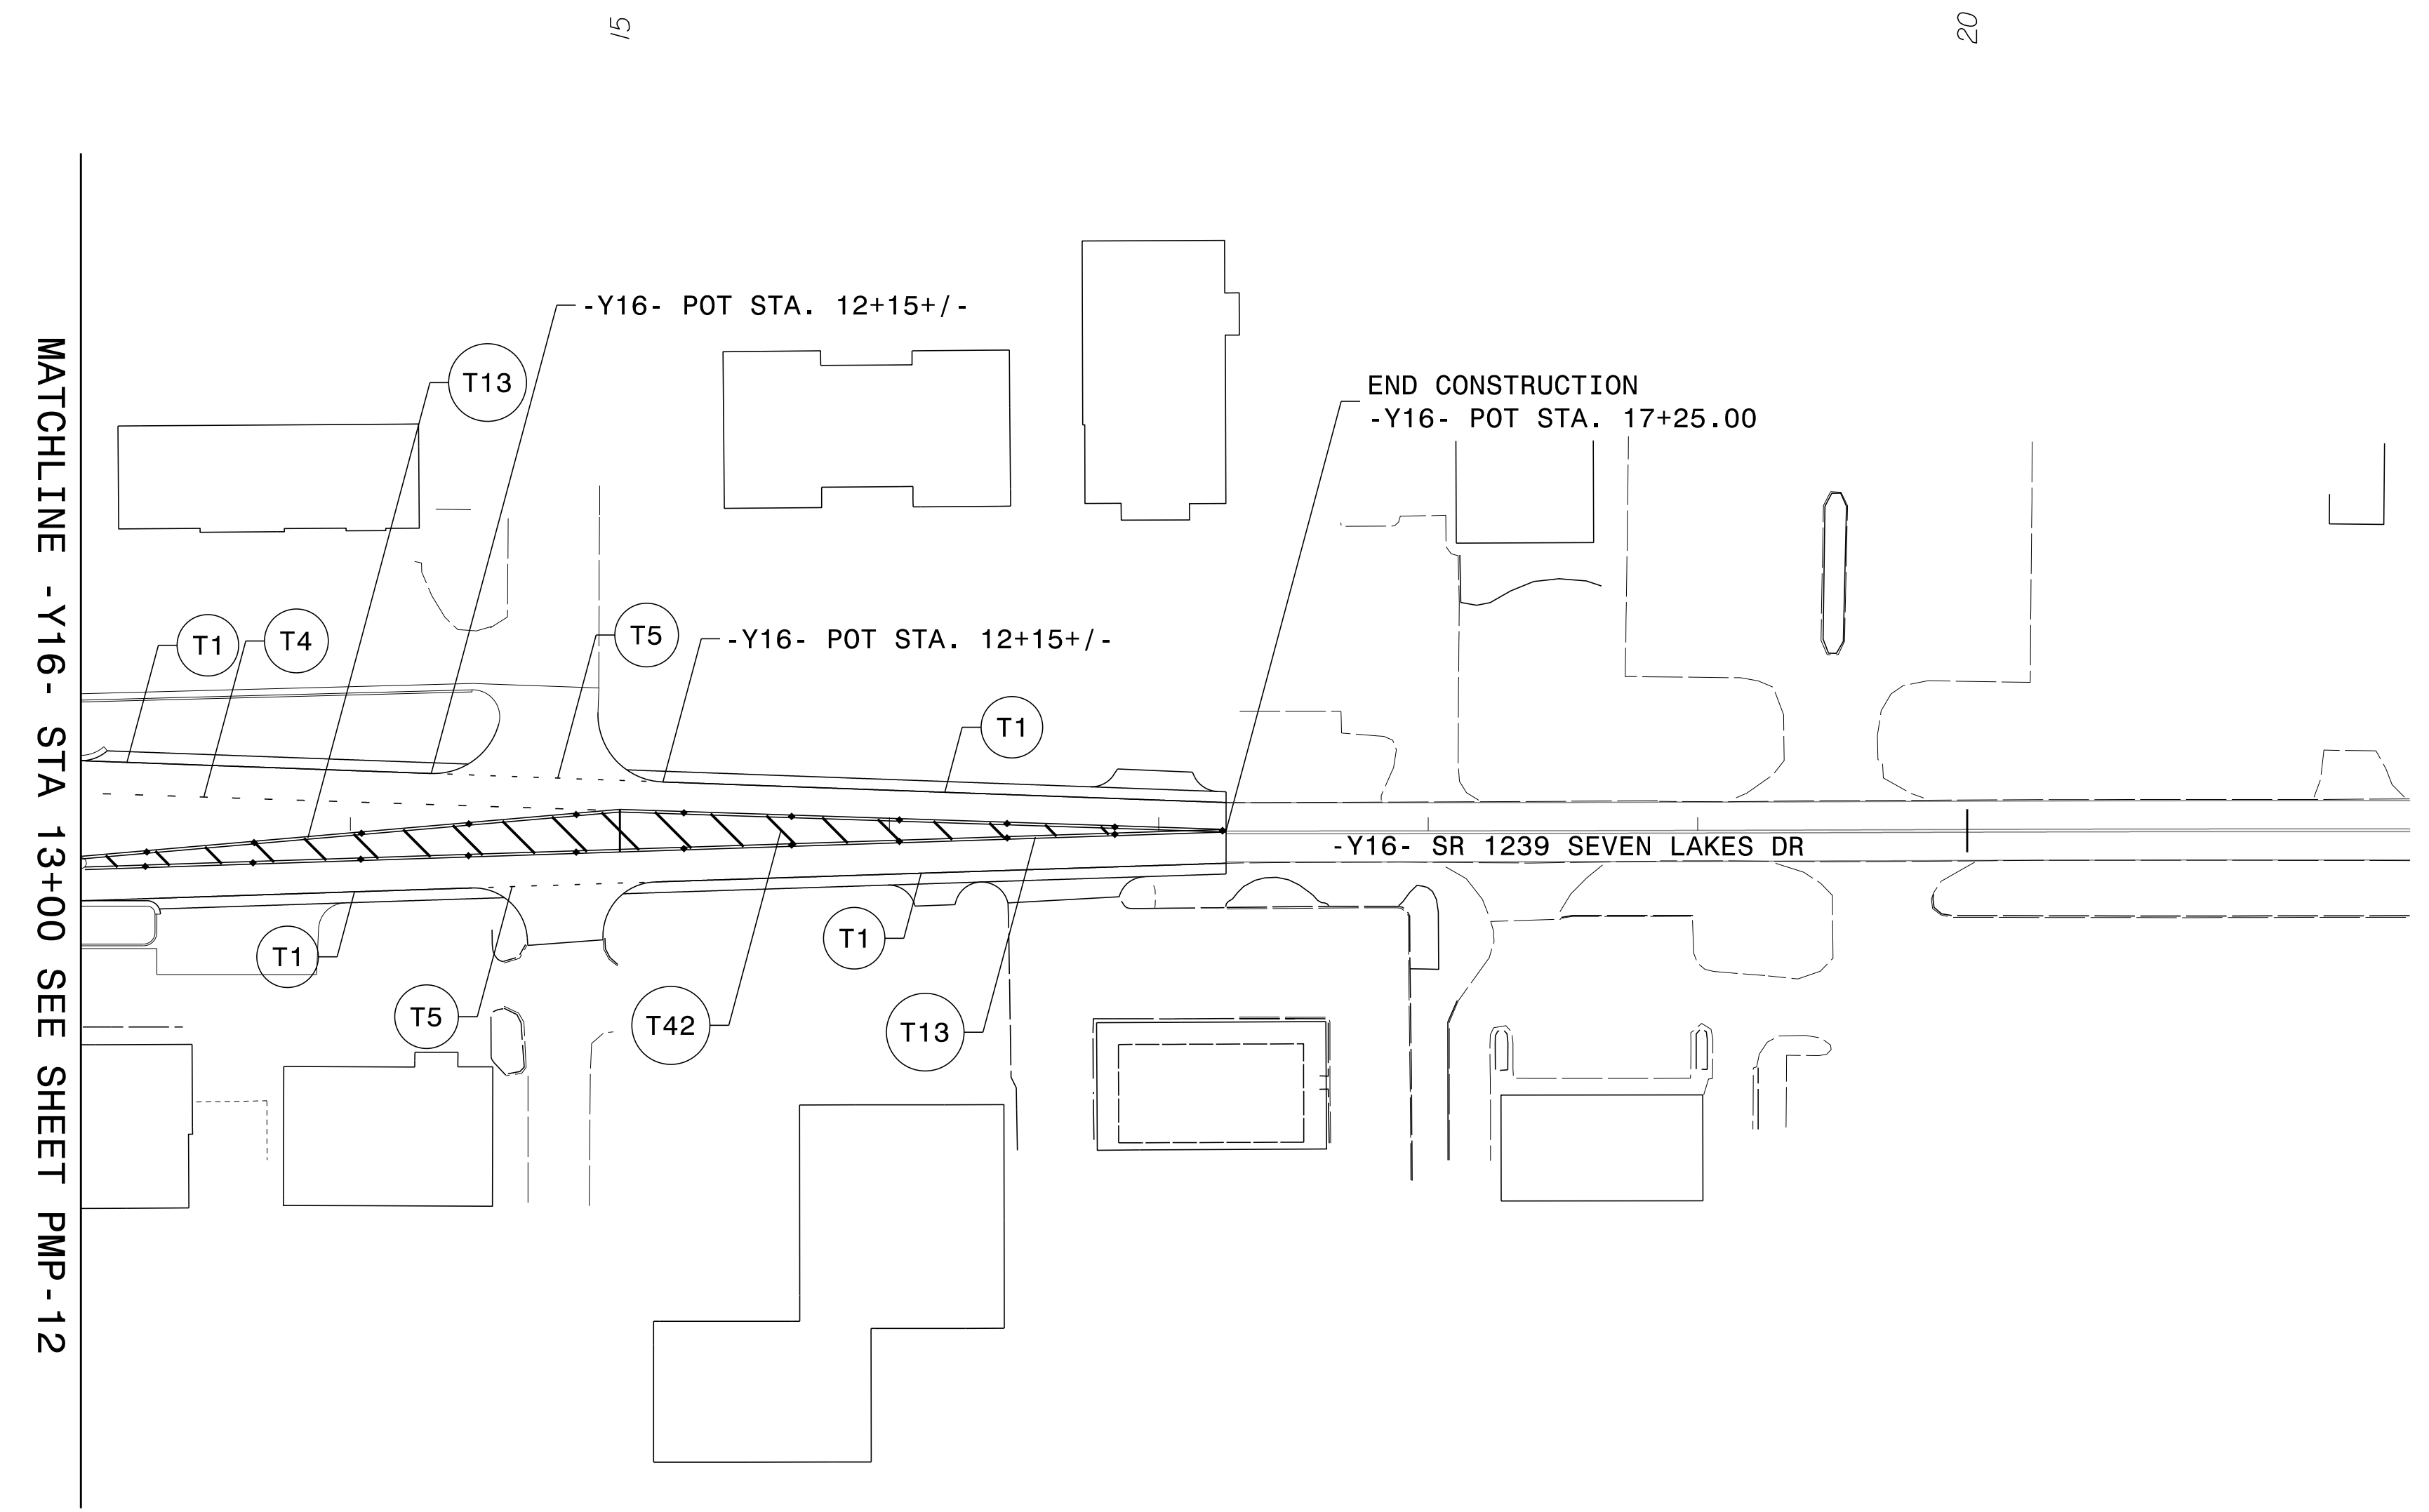 15
20
-Y16- POT STA. 12+15+/-
T13
END CONSTRUCTION
-Y16- POT STA. 17+25.00
MATCHLINE -Y16- STA 13+00 SEE SHEET PMP-12
T1
T4
T5
-Y16- POT STA. 12+15+/-
T1
-Y16- SR 1239 SEVEN LAKES DR
T1
T1
T5
T42
T13